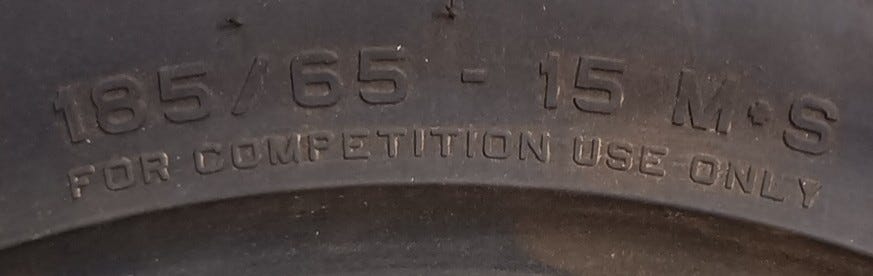 185/65 - 15 M+S
FOR COMPETITION USE ONLY